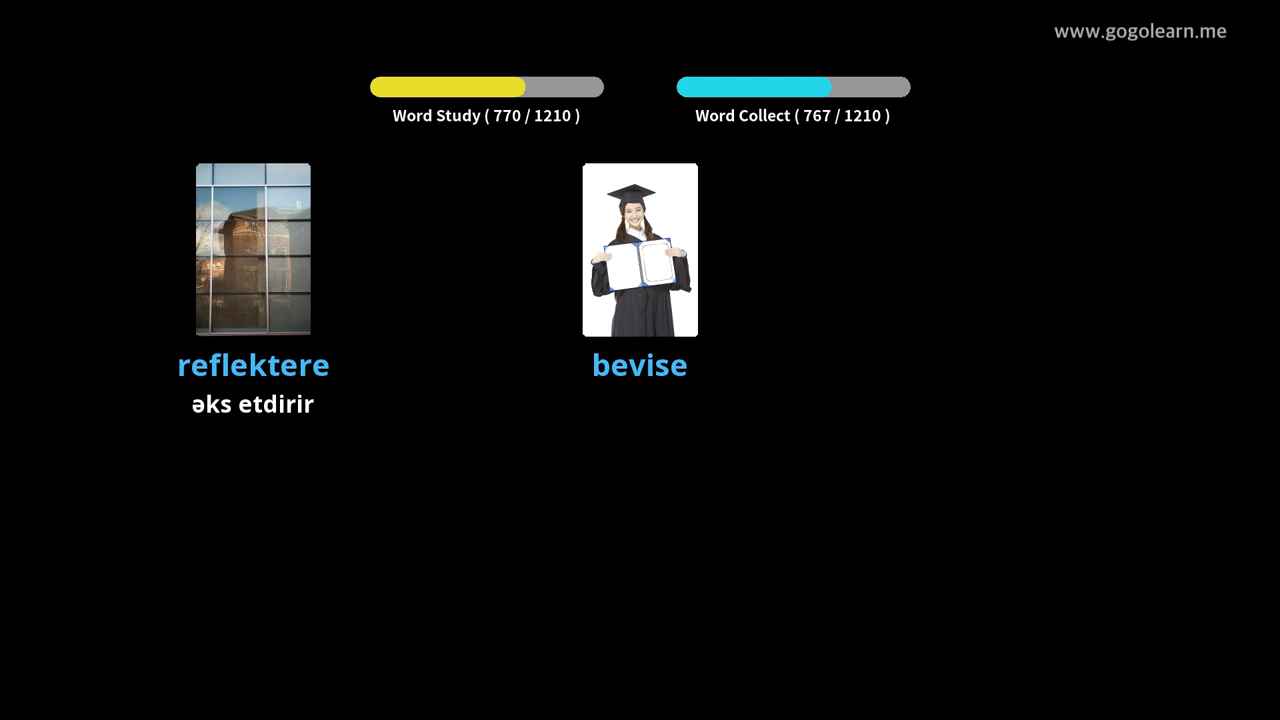 www.gogolearn.me
Word Study ( 770 / 1210 )
Word Collect ( 767 / 1210 )
reflektere
əks etdirir
bevise